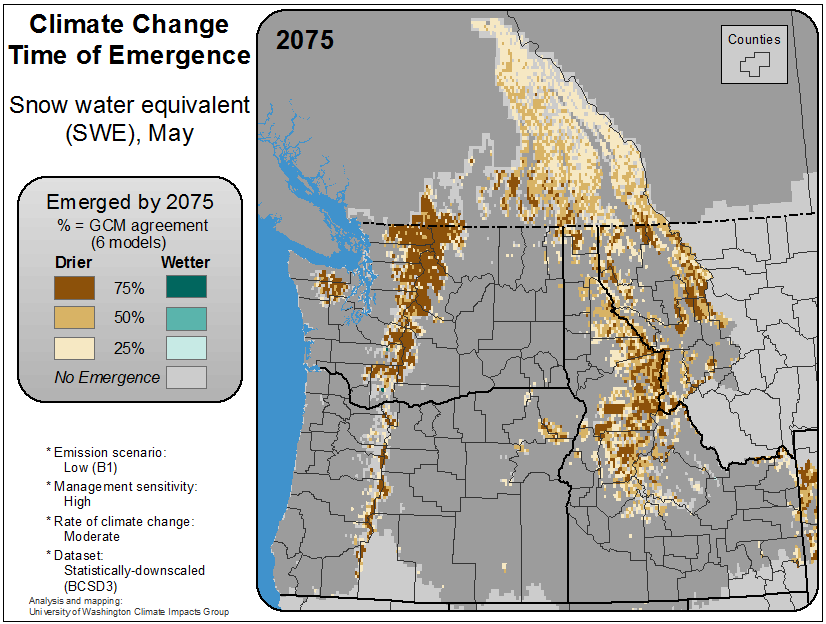 Climate Change
Time of Emergence
Snow water equivalent
(SWE), May
Emerged by 2075
% = GCM agreement
(6 models)
Drier
Wetter
75%
50%
25%
No Emergence
* Emission scenario:
Low (B1)
* Management sensitivity:
High
* Rate of climate change:
Moderate
* Dataset:
Statistically-downscaled
(BCSD3)
Analysis and mapping:
University of Washington Climate Impacts Group
2075
Counties